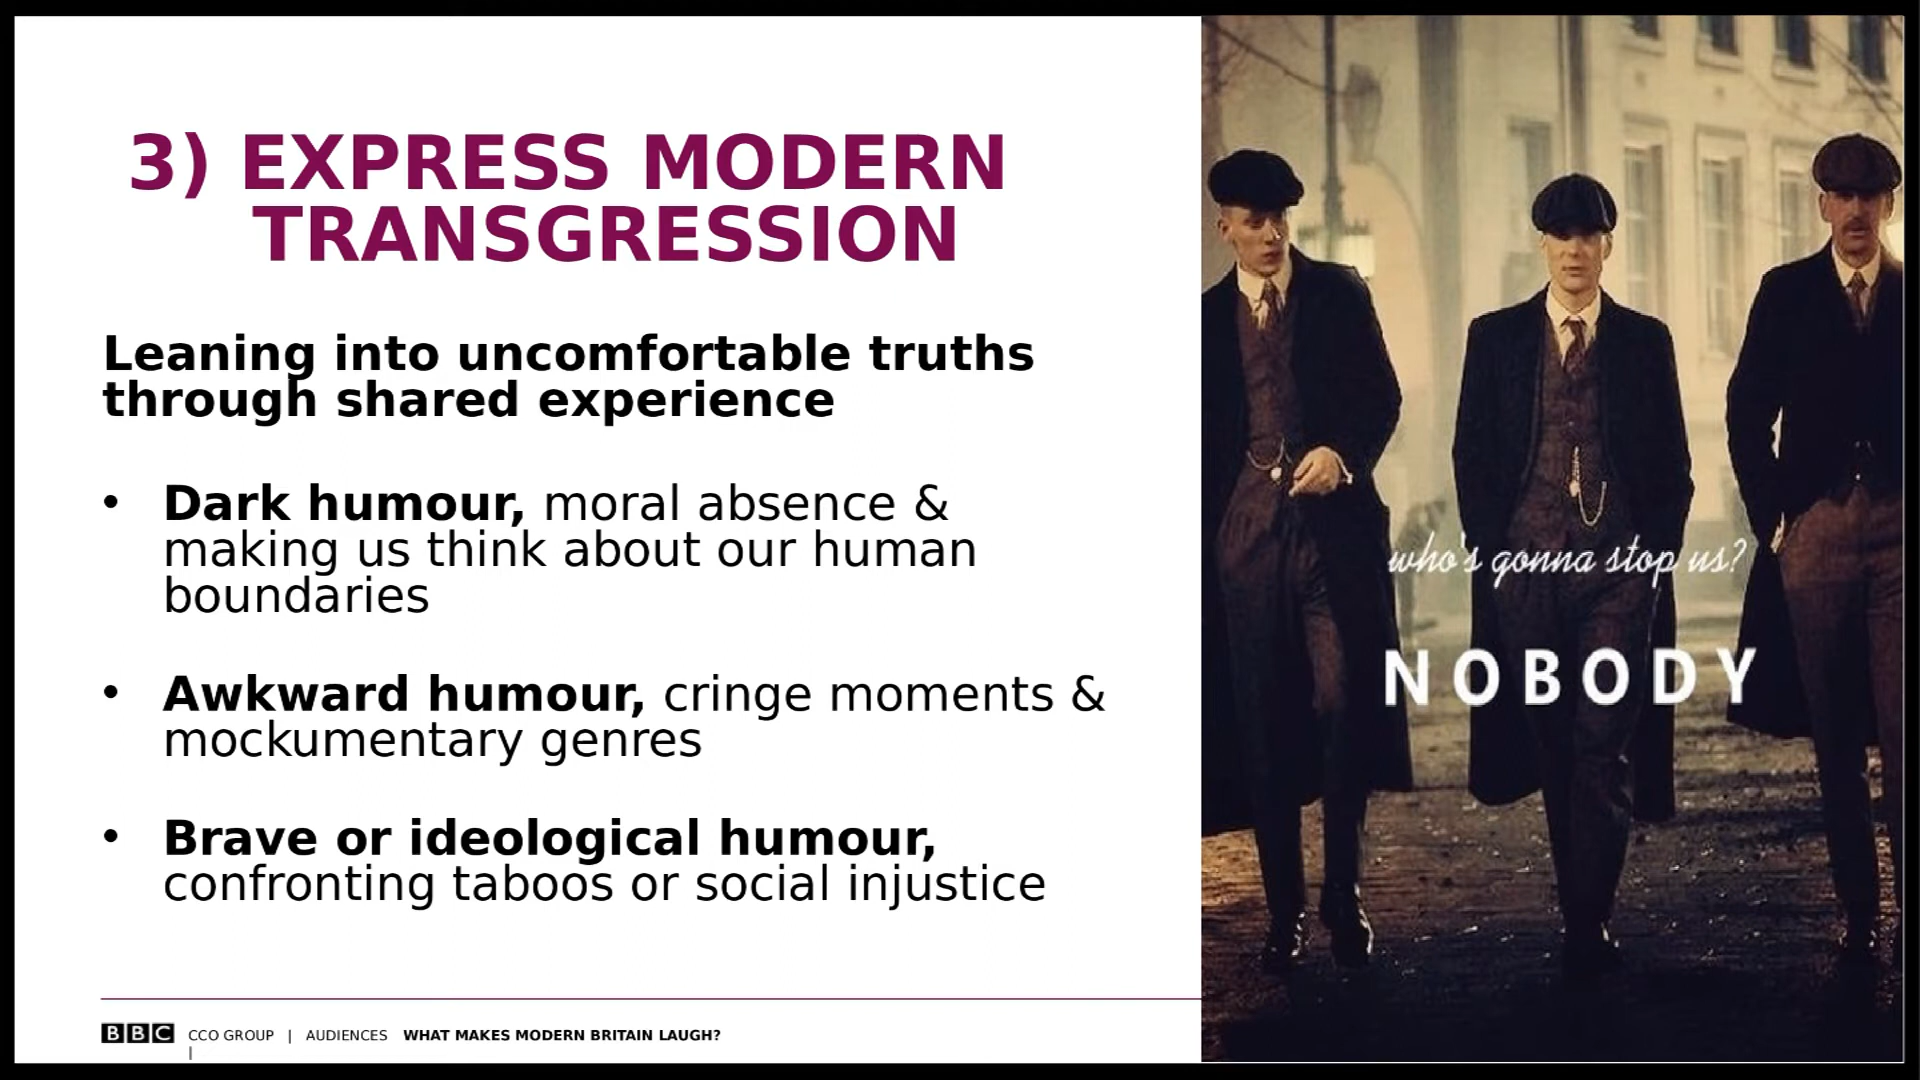 3) EXPRESS MODERN
TRANSGRESSION
Leaning into uncomfortable truths
through shared experience
• Dark humour, moral absence &
making us think about our human
boundaries
• Awkward humour, cringe moments &
mockumentary genres
• Brave or ideological humour,
confronting taboos or social injustice
who's gonna stop us?
NOBODY
BBC CCO GROUP | AUDIENCES WHAT MAKES MODERN BRITAIN LAUGH?
|